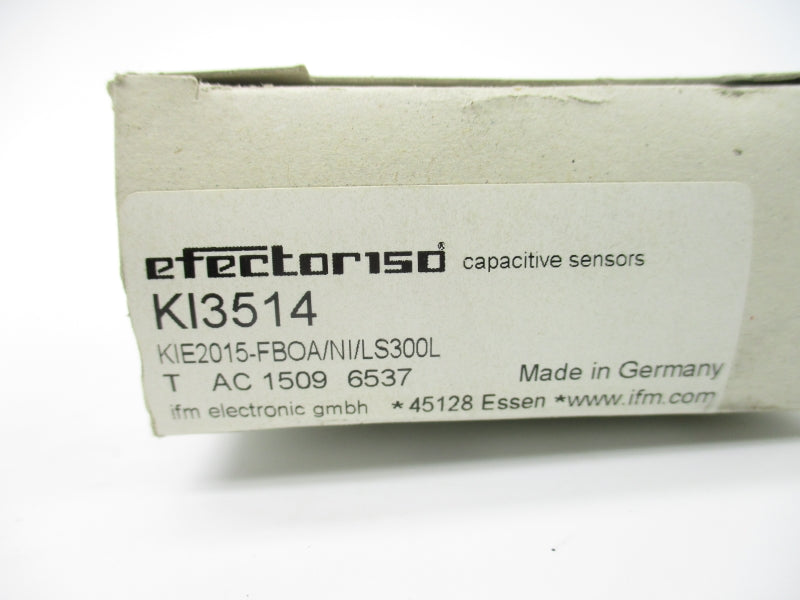 efector150® capacitive sensors
KI3514
KIE2015-FBOA/NI/LS300L
T AC 1509 6537 Made in Germany
ifm electronic gmbh *45128 Essen *www.ifm.com